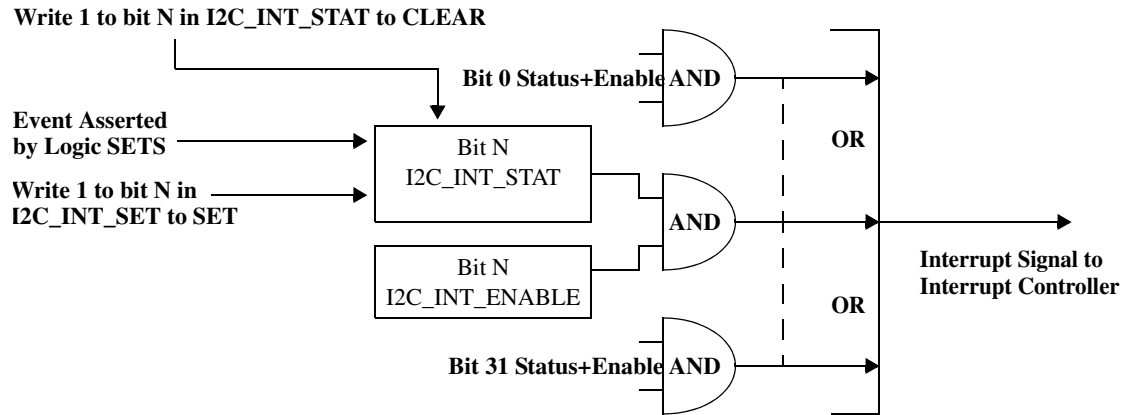 Write 1 to bit N in I2C_INT_STAT to CLEAR
Bit 0 Status+Enable AND
Event Asserted
by Logic SETS
Bit N
I2C_INT_STAT
OR
Write 1 to bit N in
I2C_INT_SET to SET
AND
Bit N
I2C_INT_ENABLE
Interrupt Signal to
Interrupt Controller
OR
Bit 31 Status+Enable AND